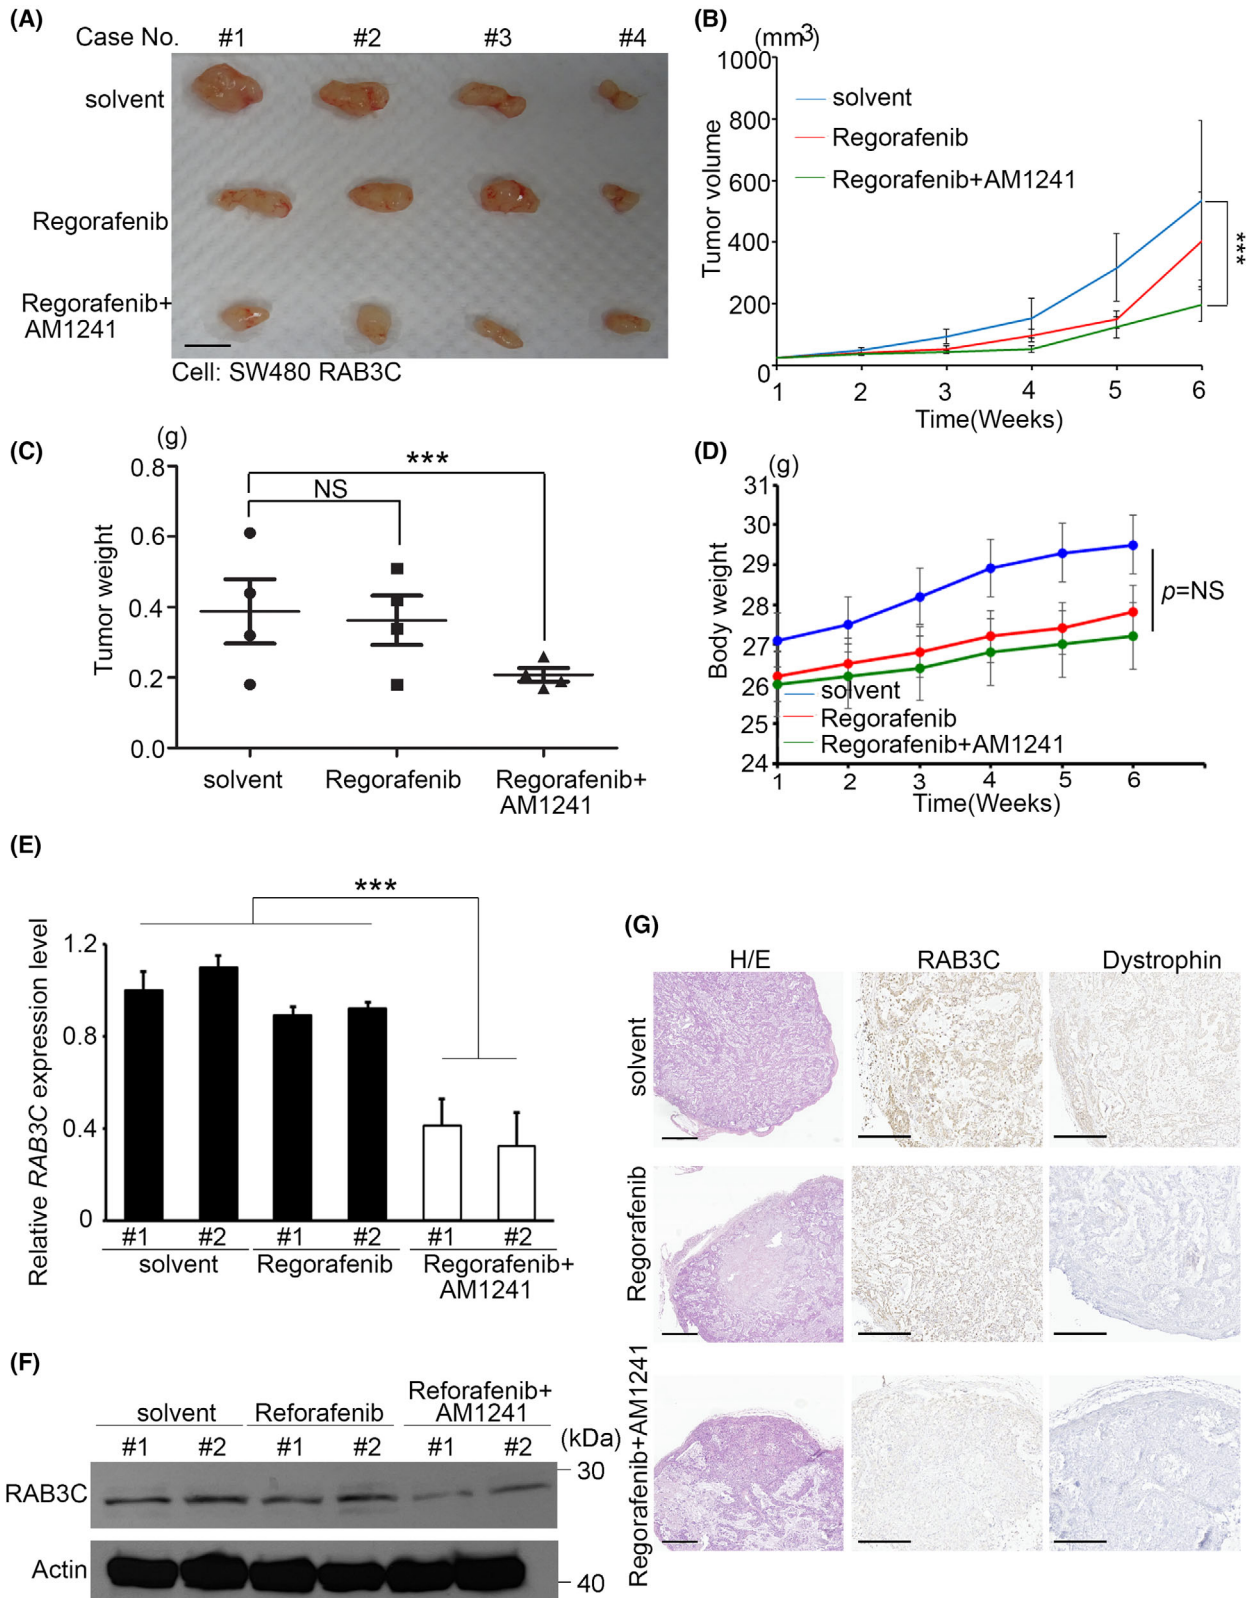 (A)
Case No. #1 #2 #3 #4
solvent
Regorafenib
Regorafenib+
AM1241
Cell: SW480 RAB3C
(B)
(mm3)
1000
800
600
400
200
0
Tumor volume
solvent
Regorafenib
Regorafenib+AM1241
***
1 2 3 4 5 6
Time(Weeks)
(C)
(g)
0.8
0.6
0.4
0.2
0.0
Tumor weight
***
NS
solvent Regorafenib Regorafenib+
AM1241
(D)
(g)
31
30
29
28
27
26
25
24
Body weight
p=NS
solvent
Regorafenib
Regorafenib+AM1241
1 2 3 4 5 6
Time(Weeks)
(E)
***
Relative RAB3C expression level
1.2
0.8
0.4
0
#1 #2 #1 #2 #1 #2
solvent Regorafenib Regorafenib+
AM1241
(F)
solvent Reforafenib Reforafenib+
AM1241
#1 #2 #1 #2 #1 #2 (kDa)
RAB3C
30
Actin
40
(G)
H/E RAB3C Dystrophin
solvent
Regorafenib
Regorafenib+AM1241